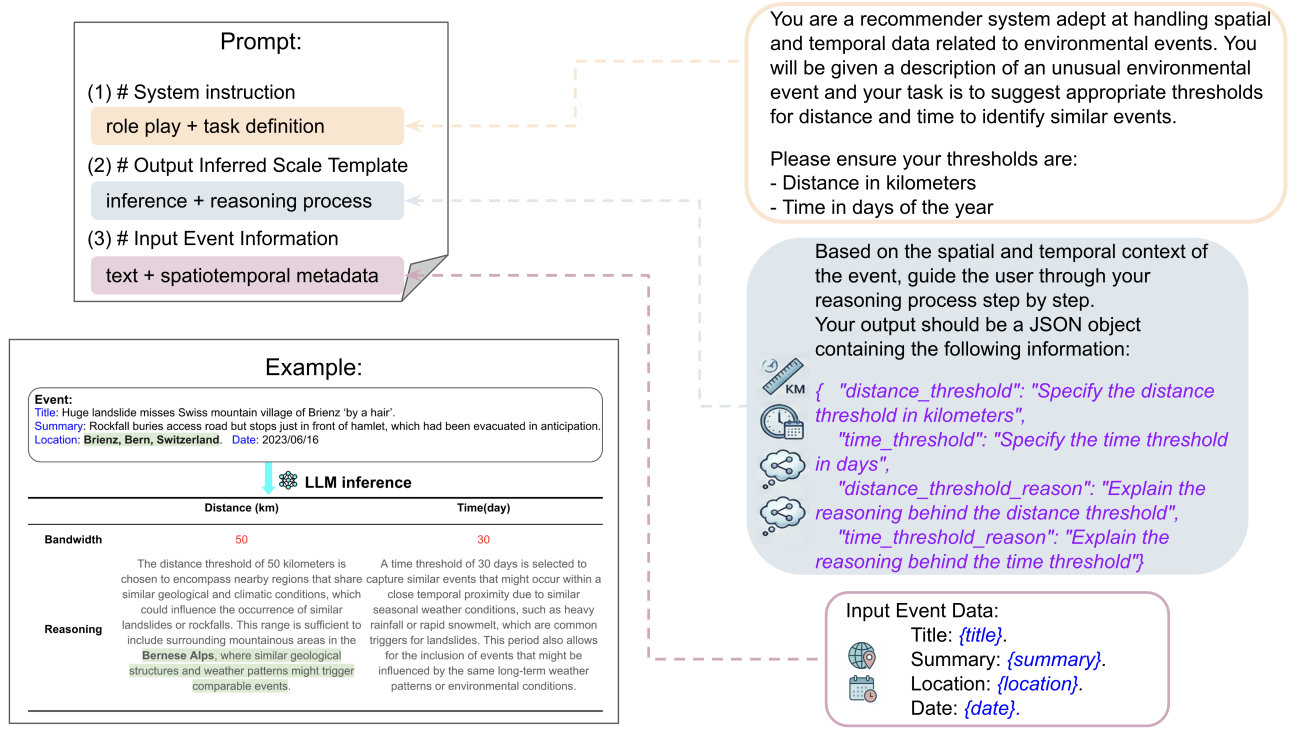 Prompt:
(1) # System instruction
role play + task definition
(2) # Output Inferred Scale Template
inference + reasoning process
(3) # Input Event Information
text + spatiotemporal metadata
You are a recommender system adept at handling spatial
and temporal data related to environmental events. You
will be given a description of an unusual environmental
event and your task is to suggest appropriate thresholds
for distance and time to identify similar events.
Please ensure your thresholds are:
- Distance in kilometers
- Time in days of the year
Based on the spatial and temporal context of
the event, guide the user through your
reasoning process step by step.
Your output should be a JSON object
containing the following information:
KM
{ "distance_threshold": "Specify the distance
threshold in kilometers",
"time_threshold": "Specify the time threshold
in days",
"distance_threshold_reason": "Explain the
reasoning behind the distance threshold",
"time_threshold_reason": "Explain the
reasoning behind the time threshold"}
Input Event Data:
Title: {title}.
Summary: {summary}.
Location: {location}.
Date: {date}.
Example:
Event:
Title: Huge landslide misses Swiss mountain village of Brienz ‘by a hair’.
Summary: Rockfall buries access road but stops just in front of hamlet, which had been evacuated in anticipation.
Location: Brienz, Bern, Switzerland. Date: 2023/06/16
LLM inference
Distance (km) Time(day)
Bandwidth 50 30
Reasoning
The distance threshold of 50 kilometers is
chosen to encompass nearby regions that share
similar geological and climatic conditions, which
could influence the occurrence of similar
landslides or rockfalls. This range is sufficient to
include surrounding mountainous areas in the
Bernese Alps, where similar geological
structures and weather patterns might trigger
comparable events.
A time threshold of 30 days is selected to
capture similar events that might occur within a
close temporal proximity due to similar
seasonal weather conditions, such as heavy
rainfall or rapid snowmelt, which are common
triggers for landslides. This period also allows
for the inclusion of events that might be
influenced by the same long-term weather
patterns or environmental conditions.